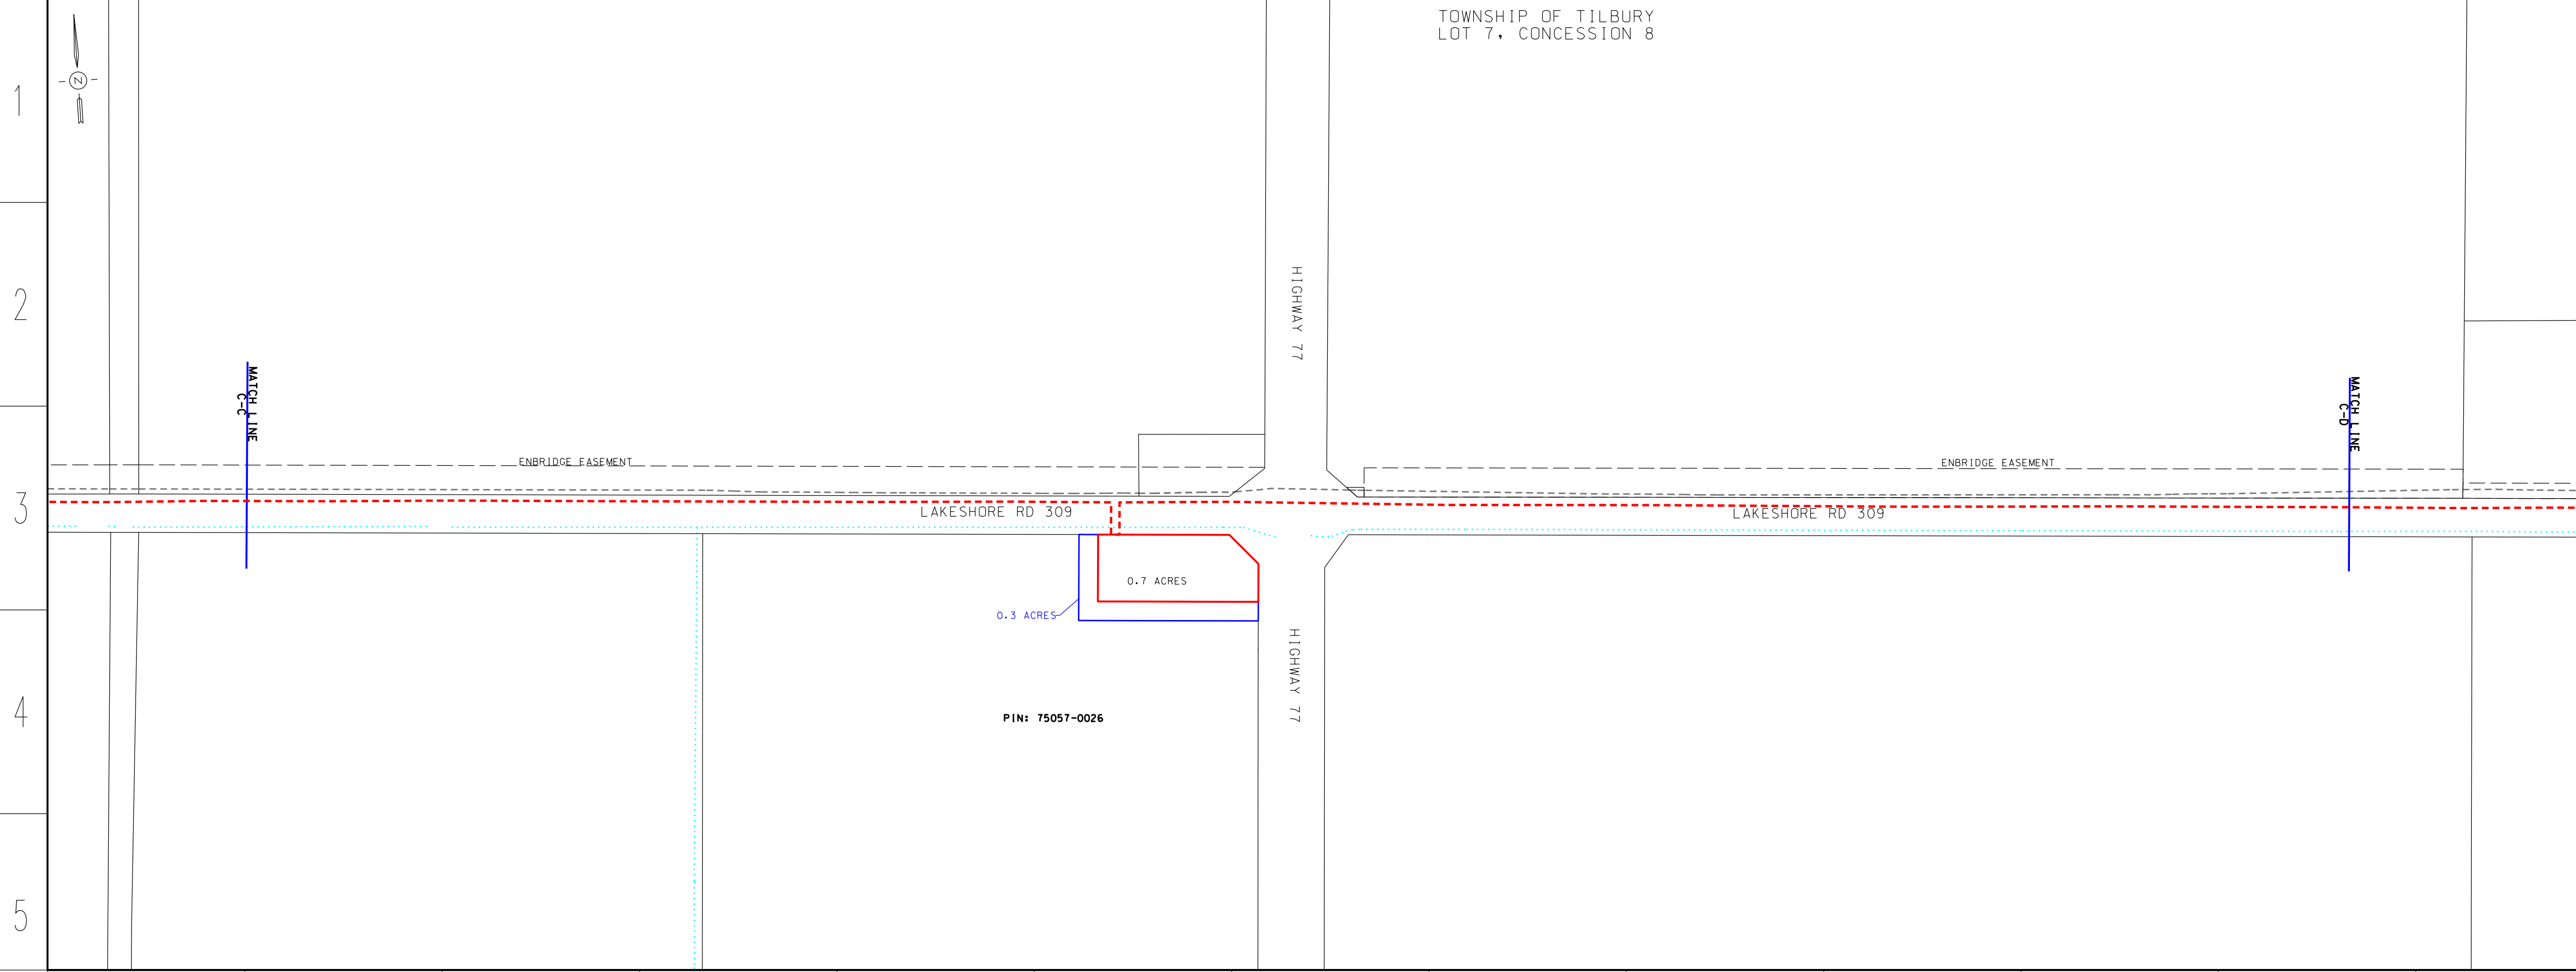 TOWNSHIP OF TILBURY
LOT 7, CONCESSION 8
1
N
2
HIGHWAY 77
MATCH LINE
C-C
MATCH LINE
C-D
ENBRIDGE EASEMENT
ENBRIDGE EASEMENT
3
LAKESHORE RD 309
LAKESHORE RD 309
0.7 ACRES
0.3 ACRES
HIGHWAY 77
4
PIN: 75057-0026
5